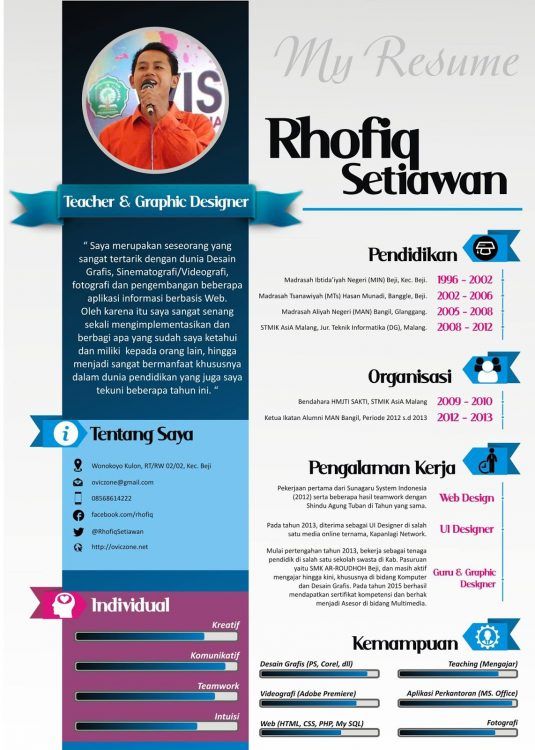 My Resume
Rhofiq
Setiawan
Teacher & Graphic Designer
“ Saya merupakan seseorang yang
sangat tertarik dengan dunia Desain
Grafis, Sinematografi/Videografi,
fotografi dan pengembangan beberapa
aplikasi informasi berbasis Web.
Oleh karena itu saya sangat senang
sekali mengimplementasikan dan
berbagi apa yang sudah saya ketahui
dan miliki kepada orang lain, hingga
menjadi sangat bermanfaat khususnya
dalam dunia pendidikan yang juga saya
tekuni beberapa tahun ini. “
Tentang Saya
Wonokoyo Kulon, RT/RW 02/02, Kec. Beji
oviczone@gmail.com
08568614222
facebook.com/rhofiq
@RhofiqSetiawan
http://oviczone.net
Individual
Kreatif
Komunikatif
Teamwork
Intuisi
Pendidikan
Madrasah Ibtida'iyah Negeri (MIN) Beji, Kec. Beji. 1996 - 2002
Madrasah Tsanawiyah (MTs) Hasan Munadi, Banggle, Beji. 2002 - 2006
Madrasah Aliyah Negeri (MAN) Bangil, Glanggang. 2005 - 2008
STMIK AsiA Malang, Jur. Teknik Informatika (DG), Malang. 2008 - 2012
Organisasi
Bendahara HMJTI SAKTI, STMIK AsiA Malang 2009 - 2010
Ketua Ikatan Alumni MAN Bangil, Periode 2012 s.d 2013 2012 - 2013
Pengalaman Kerja
Pekerjaan pertama dari Sunagaru System Indonesia
(2012) serta beberapa hasil teamwork dengan
Shindu Agung Tuban di Tahun yang sama.
Web Design
Pada tahun 2013, diterima sebagai UI Designer di salah
satu media online ternama, Kapanlagi Network.
UI Designer
Mulai pertengahan tahun 2013, bekerja sebagai tenaga
pendidik di salah satu sekolah swasta di Kab. Pasuruan
yaitu SMK AR-ROUDHOH Beji, dan masih aktif
mengajar hingga kini, khususnya di bidang Komputer
dan Desain Grafis. Pada tahun 2015 berhasil
mendapatkan sertifikat kompetensi dan berhak
menjadi Asesor di bidang Multimedia.
Guru & Graphic
Designer
Kemampuan
Desain Grafis (PS, Corel, dll)
Teaching (Mengajar)
Videografi (Adobe Premiere)
Aplikasi Perkantoran (MS. Office)
Web (HTML, CSS, PHP, My SQL)
Fotografi